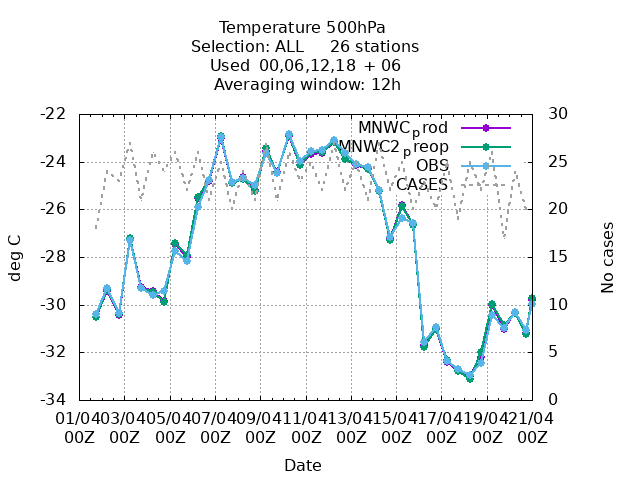 Temperature 500hPa
Selection: ALL 26 stations
Used 00,06,12,18 + 06
Averaging window: 12h
MNWCprod
MNWC2preop
OBS
CASES
-22
-24
-26
-28
-30
-32
-34
30
25
20
15
10
5
0
deg C
No cases
01/04 03/04 05/04 07/04 09/04 11/04 13/04 15/04 17/04 19/04 21/04
00Z 00Z 00Z 00Z 00Z 00Z 00Z 00Z 00Z 00Z 00Z
Date